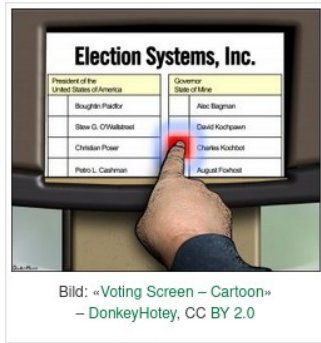 Election Systems, Inc.
President of the
United States of America
Boughtin Paidfor
Stew G. O'Wallstreet
Christian Poser
Petro L. Cashman
Governor
State of Mine
Alec Bagman
David Kochpawn
Charles Kochbot
August Foxhost
Bild: «Voting Screen – Cartoon»
– DonkeyHotey, CC BY 2.0